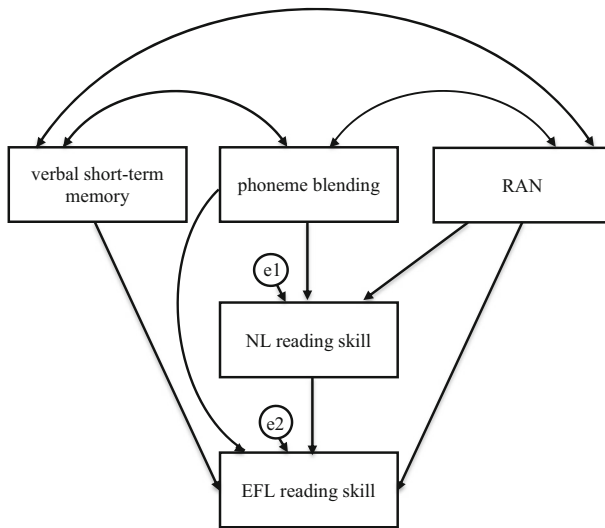 verbal short-term
memory
phoneme blending
RAN
e1
NL reading skill
e2
EFL reading skill